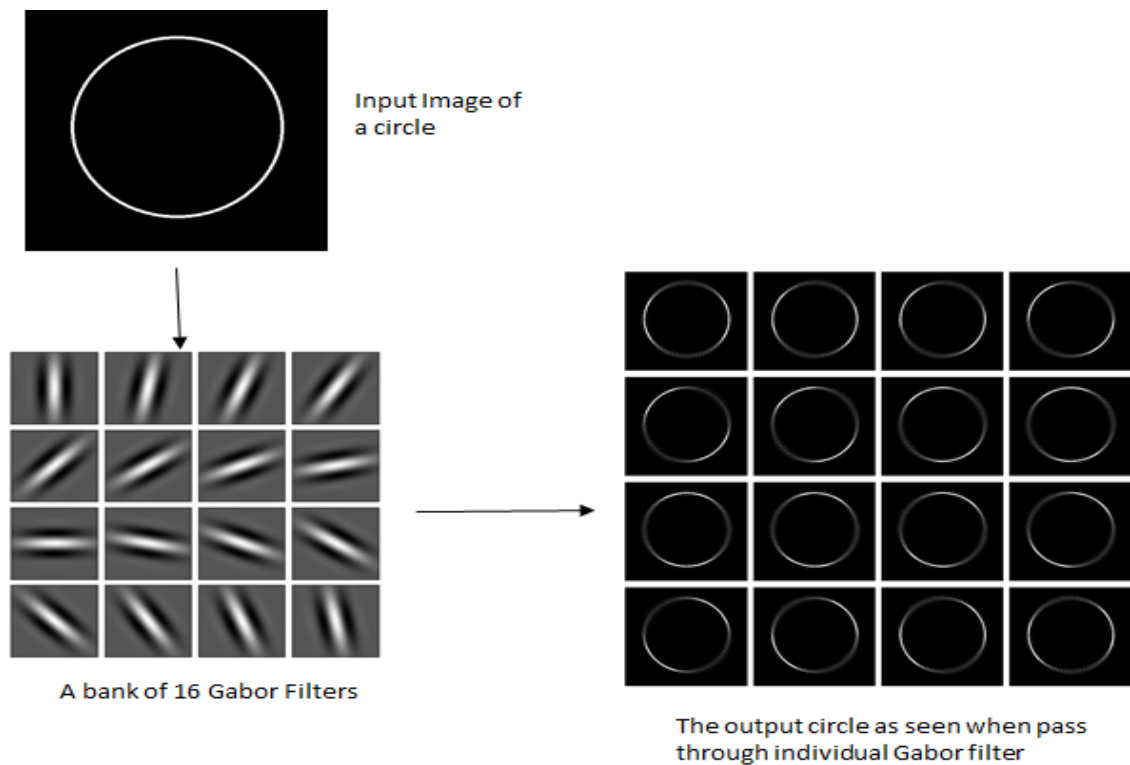 Input Image of
a circle
A bank of 16 Gabor Filters
The output circle as seen when pass
through individual Gabor filter